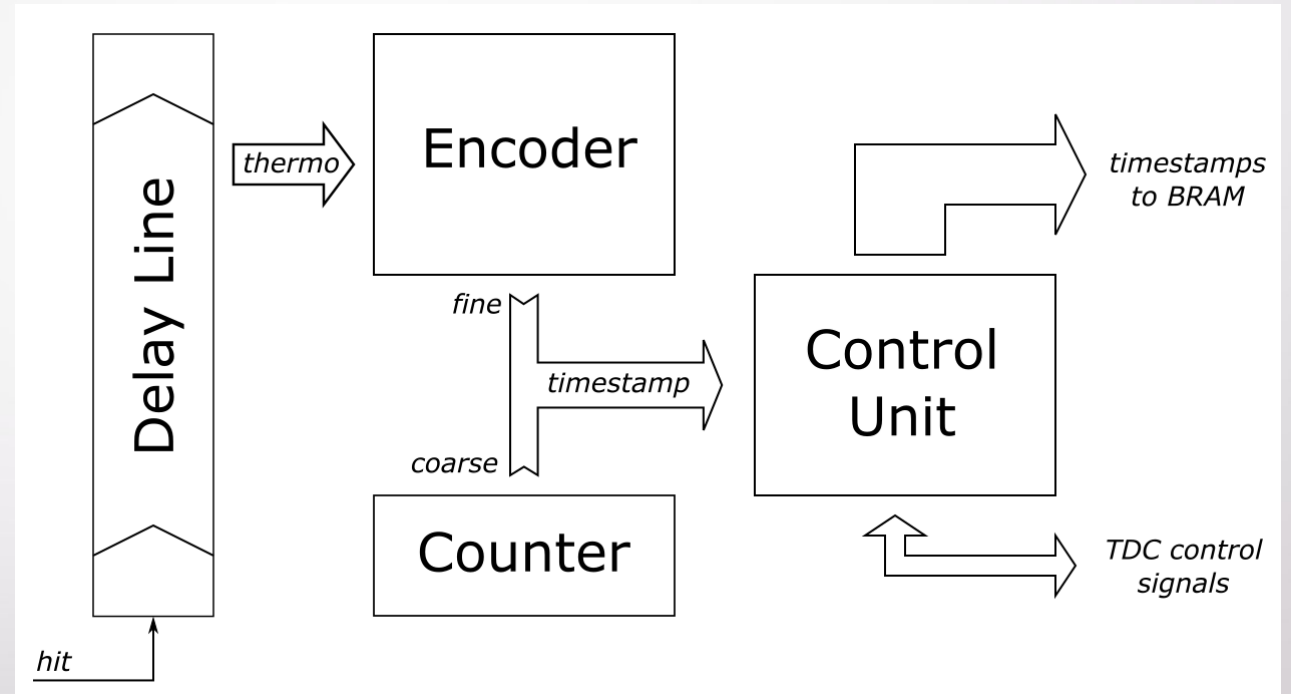 Delay Line
hit
thermo
Encoder
fine
timestamp
coarse
Counter
Control
Unit
timestamps
to BRAM
TDC control
signals